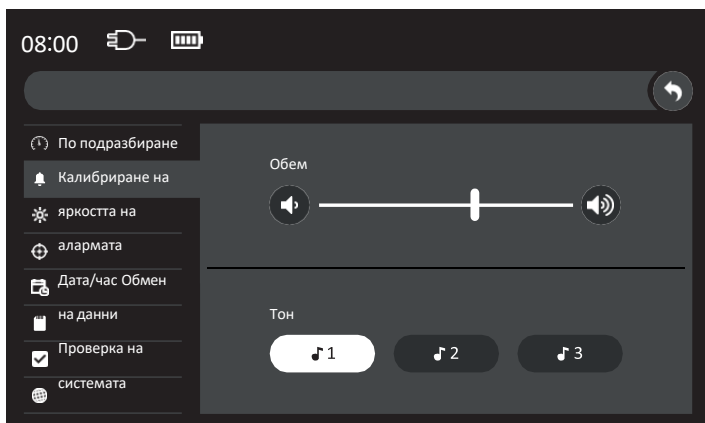 08:00
По подразбиране
Калибриране на
яркостта на
алармата
Дата/час Обмен
на данни
Проверка на
системата
Обем
Тон
1
2
3